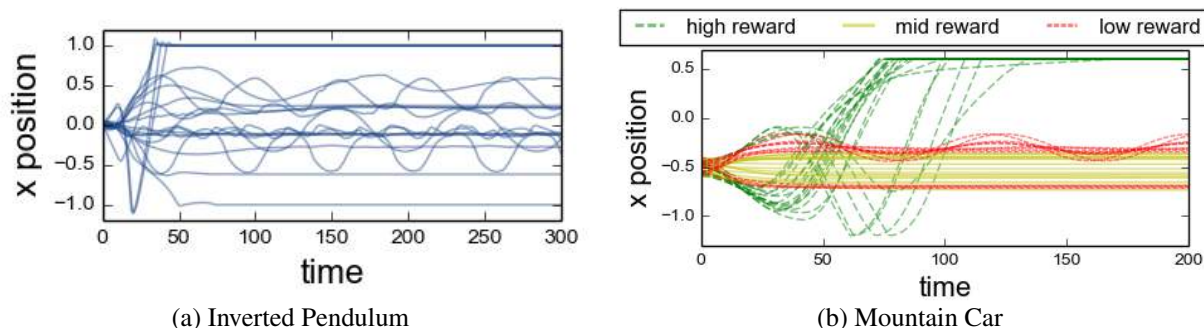 1.0
0.5
0.0
−0.5
−1.0
x position
0 50 100 150 200 250 300
time
(a) Inverted Pendulum
high reward mid reward low reward
0.5
0.0
−0.5
−1.0
x position
0 50 100 150 200
time
(b) Mountain Car